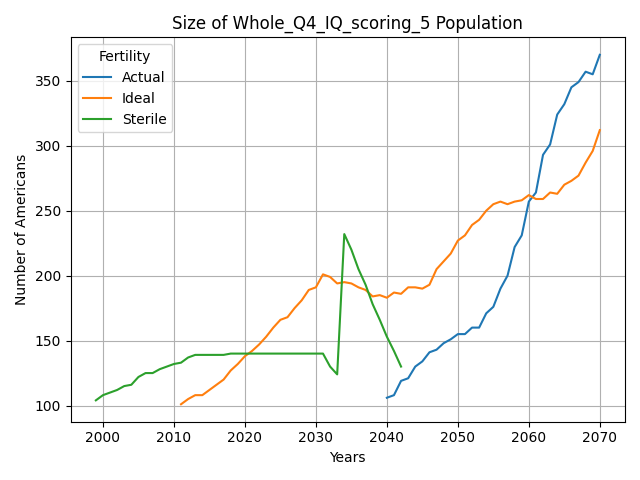 Size of Whole_Q4_IQ_scoring_5 Population
Fertility
Actual
Ideal
Sterile
Number of Americans
350
300
250
200
150
100
2000 2010 2020 2030 2040 2050 2060 2070
Years